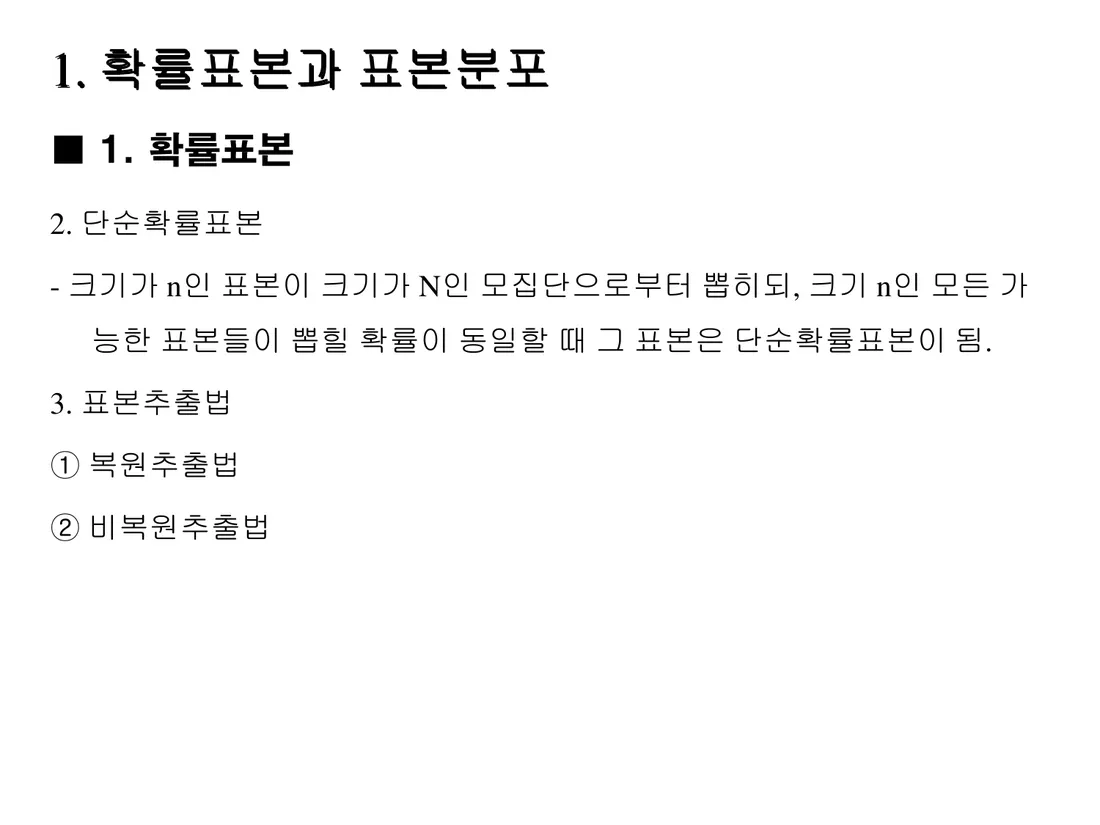 1. 확률표본과 표본분포
■ 1. 확률표본
2. 단순확률표본
- 크기가 n인 표본이 크기가 N인 모집단으로부터 뽑히되, 크기 n인 모든 가
능한 표본들이 뽑힐 확률이 동일할 때 그 표본은 단순확률표본이 됨.
3. 표본추출법
① 복원추출법
② 비복원추출법